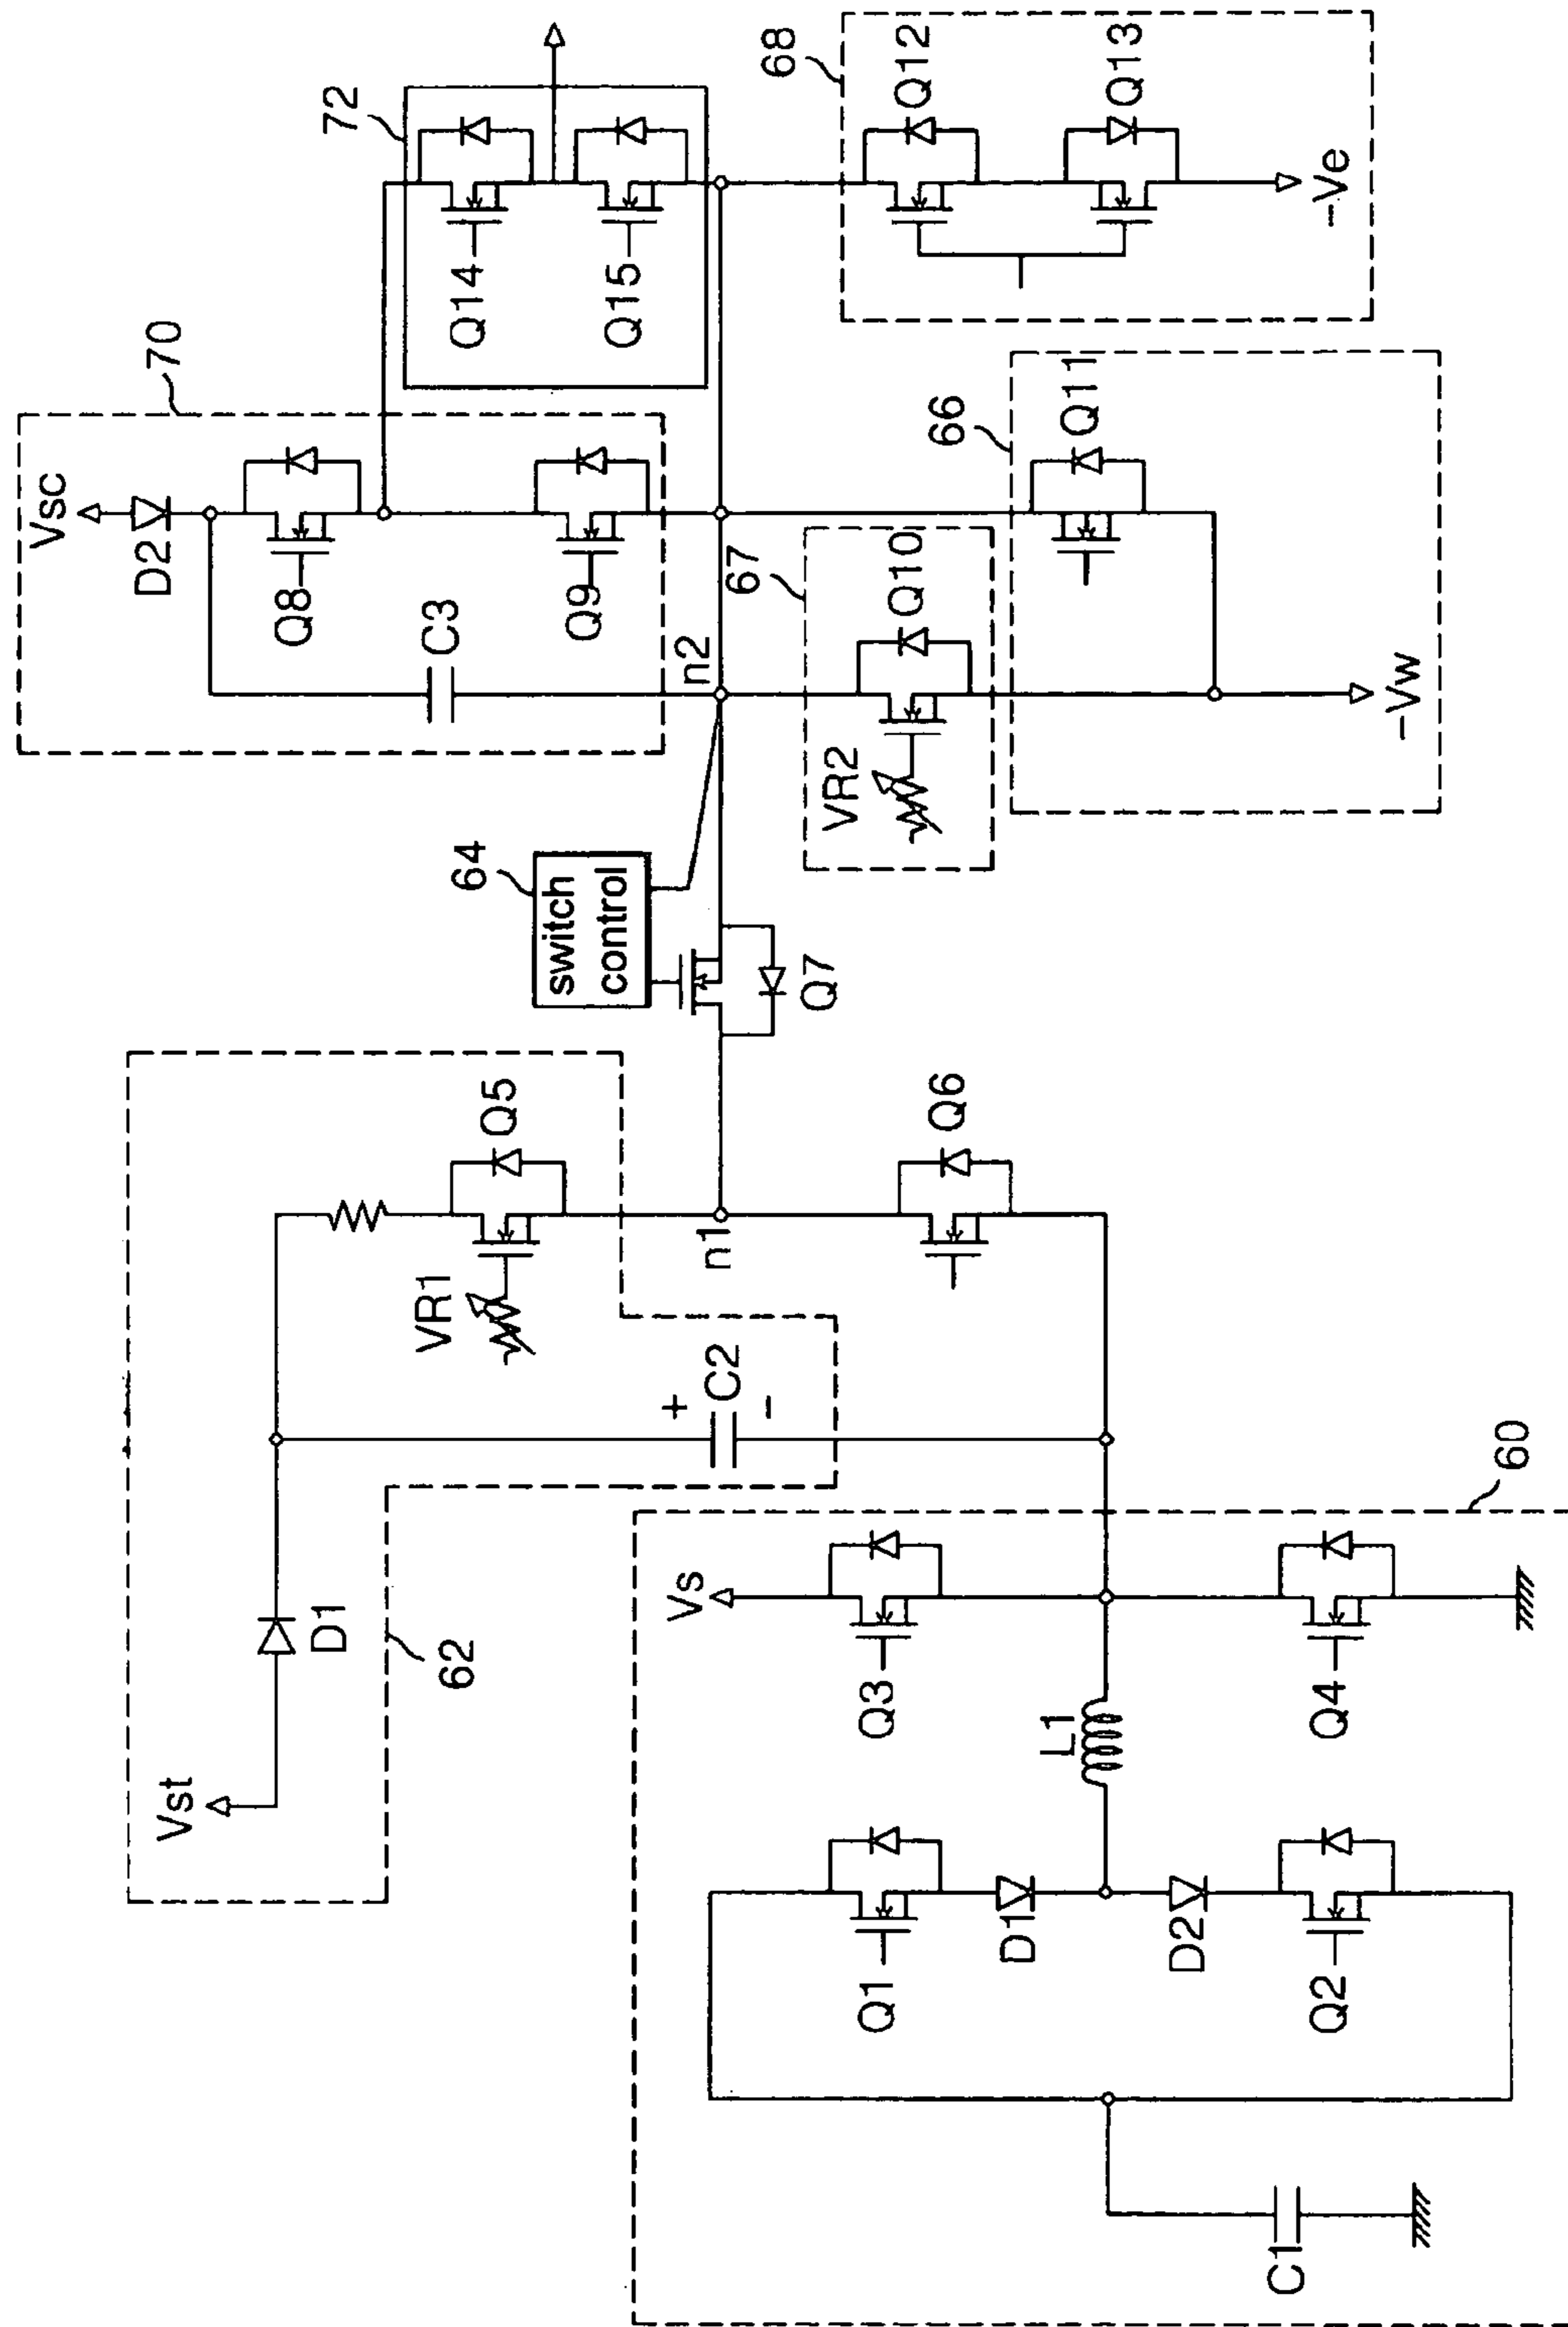 72
68
Q12
Q13
Q14
Q15
-Ve
70
Vsc
D2
Q8
C3
Q9
n2
66
Q11
67
Q10
VR2
-Vw
64
switch
control
Q7
Q5
VR1
n1
Q6
+
C2
-
Vst
D1
62
60
Vs
Q3
L1
Q4
Q1
D1
D2
Q2
C1